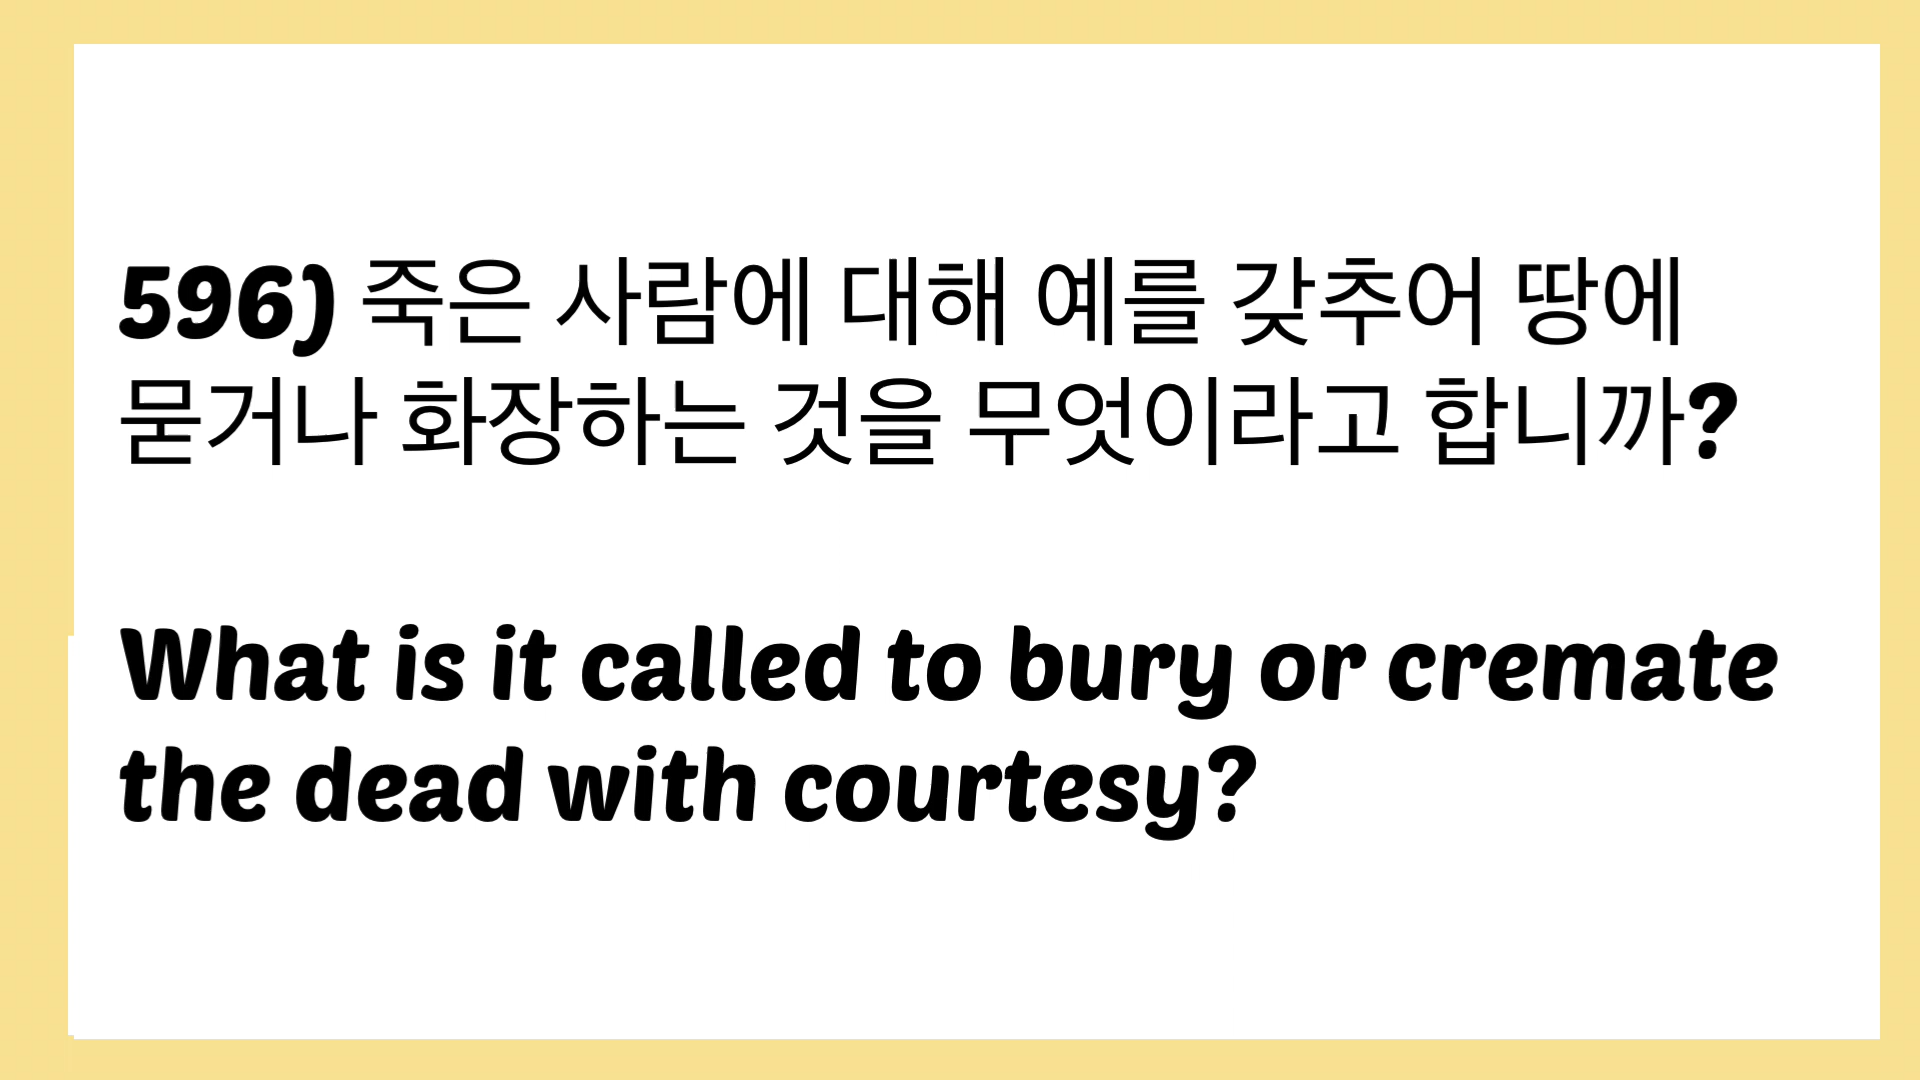 596) 죽은 사람에 대해 예를 갖추어 땅에
묻거나 화장하는 것을 무엇이라고 합니까?
What is it called to bury or cremate
the dead with courtesy?